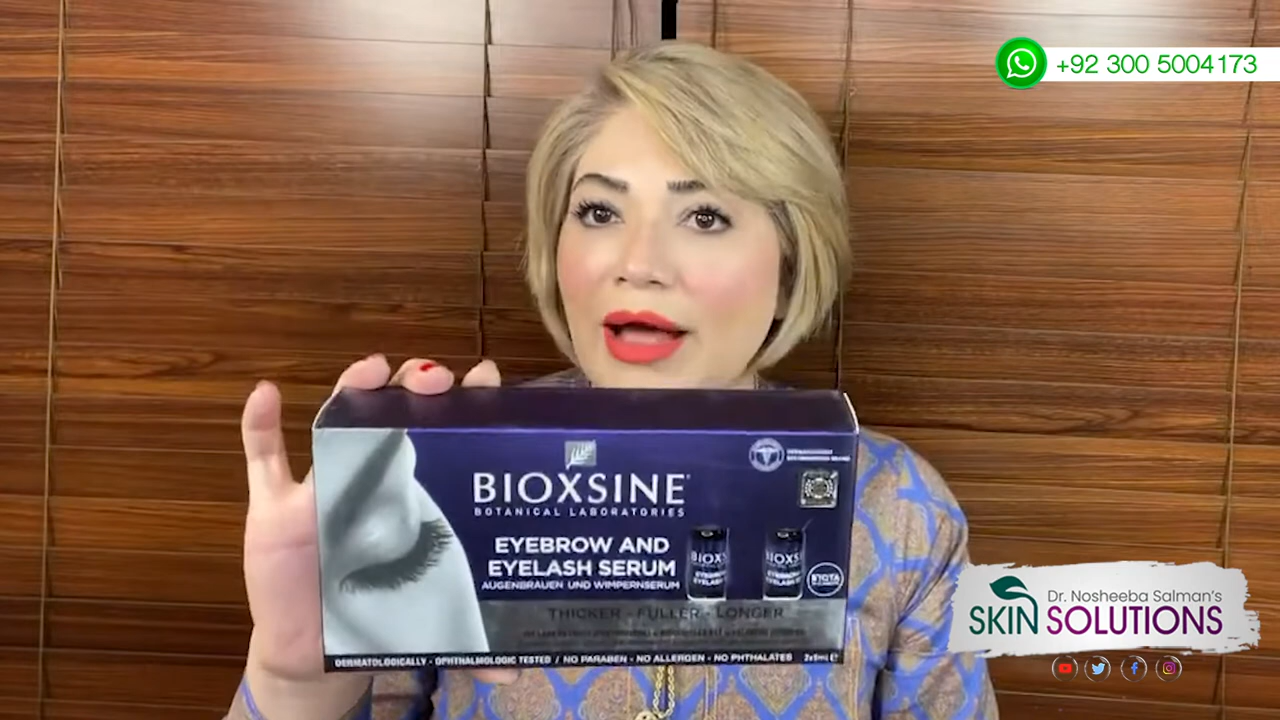 +92 300 5004173
BIOXSINE
BOTANICAL LABORATORIES
EYEBROW AND
EYELASH SERUM
AUGENBRAUEN UND WIMPERNSERUM
THICKER - FULLER - LONGER
DERMATOLOGICALLY - OPHTHALMOLOGIC TESTED / NO PARABEN - NO ALLERGEN - NO PHTHALATES
Dr. Nosheeba Salman's
SKIN SOLUTIONS